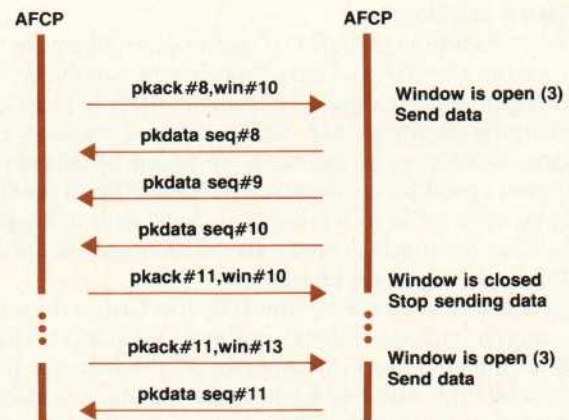 AFCP AFCP
pkack#8,win#10
Window is open (3)
Send data
pkdata seq#8
pkdata seq#9
pkdata seq#10
pkack#11,win#10
Window is closed
Stop sending data
pkack#11,win#13
Window is open (3)
Send data
pkdata seq#11